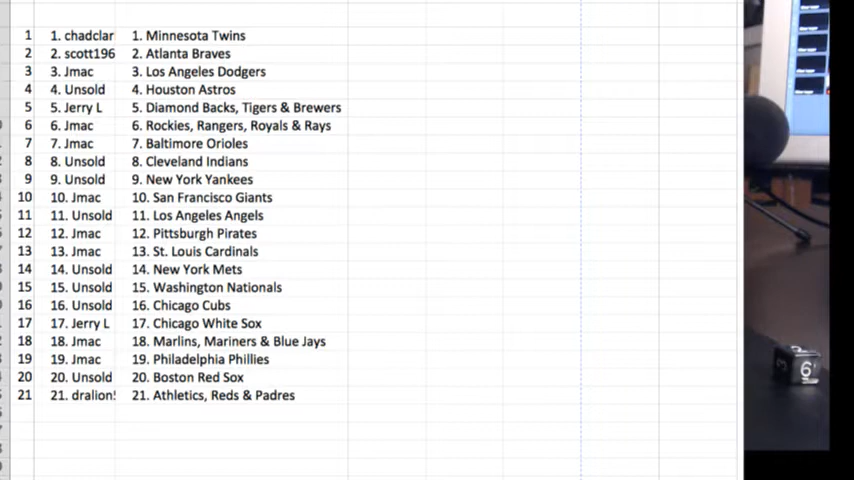 1 1. chadclar 1. Minnesota Twins
2 2. scott196 2. Atlanta Braves
3 3. Jmac 3. Los Angeles Dodgers
4 4. Unsold 4. Houston Astros
5 5. Jerry L 5. Diamond Backs, Tigers & Brewers
6 6. Jmac 6. Rockies, Rangers, Royals & Rays
7 7. Jmac 7. Baltimore Orioles
8 8. Unsold 8. Cleveland Indians
9 9. Unsold 9. New York Yankees
10 10. Jmac 10. San Francisco Giants
11 11. Unsold 11. Los Angeles Angels
12 12. Jmac 12. Pittsburgh Pirates
13 13. Jmac 13. St. Louis Cardinals
14 14. Unsold 14. New York Mets
15 15. Unsold 15. Washington Nationals
16 16. Unsold 16. Chicago Cubs
17 17. Jerry L 17. Chicago White Sox
18 18. Jmac 18. Marlins, Mariners & Blue Jays
19 19. Jmac 19. Philadelphia Phillies
20 20. Unsold 20. Boston Red Sox
21 21. dralion 21. Athletics, Reds & Padres
3 6